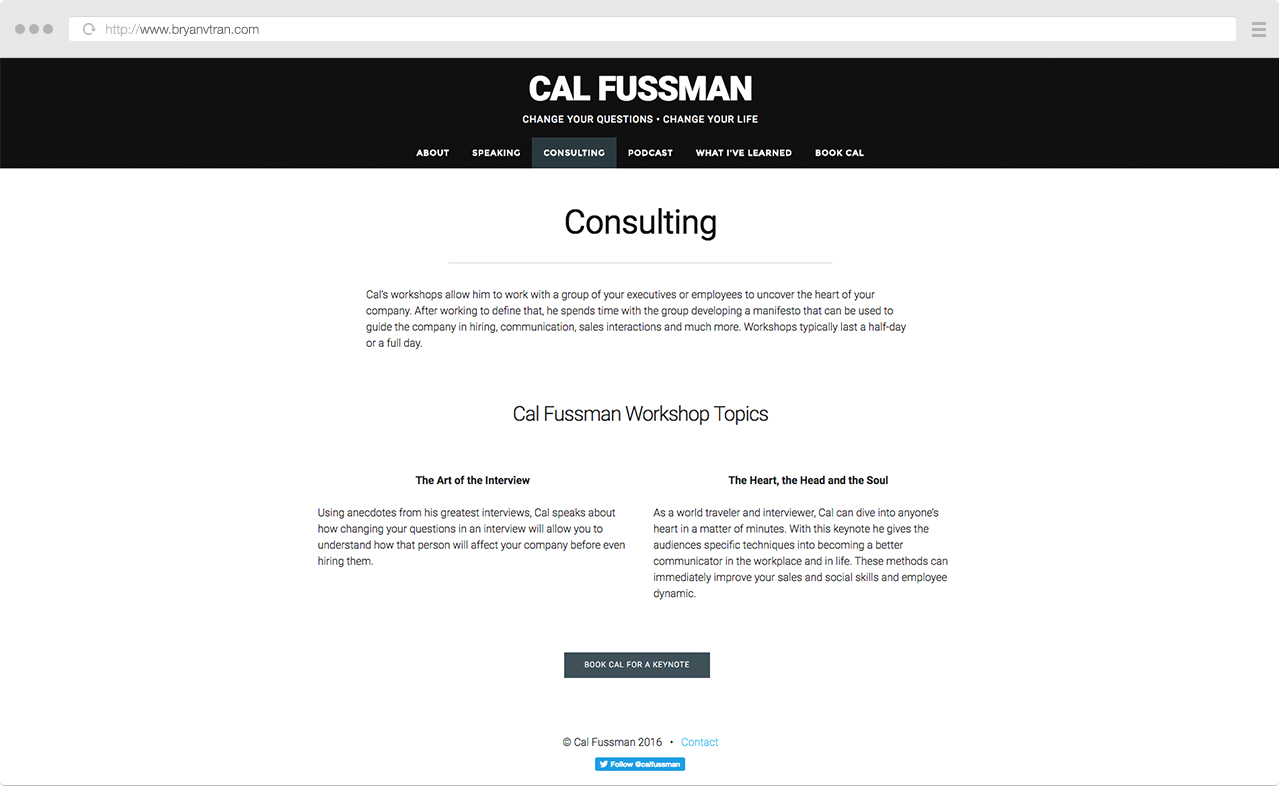 http://www.bryanvtran.com
CAL FUSSMAN
CHANGE YOUR QUESTIONS • CHANGE YOUR LIFE
ABOUT SPEAKING CONSULTING PODCAST WHAT I'VE LEARNED BOOK CAL
Consulting
Cal's workshops allow him to work with a group of your executives or employees to uncover the heart of your
company. After working to define that, he spends time with the group developing a manifesto that can be used to
guide the company in hiring, communication, sales interactions and much more. Workshops typically last a half-day
or a full day.
Cal Fussman Workshop Topics
The Art of the Interview
Using anecdotes from his greatest interviews, Cal speaks about
how changing your questions in an interview will allow you to
understand how that person will affect your company before even
hiring them.
The Heart, the Head and the Soul
As a world traveler and interviewer, Cal can dive into anyone's
heart in a matter of minutes. With this keynote he gives the
audiences specific techniques into becoming a better
communicator in the workplace and in life. These methods can
immediately improve your sales and social skills and employee
dynamic.
BOOK CAL FOR A KEYNOTE
© Cal Fussman 2016 • Contact
Follow @calfussman